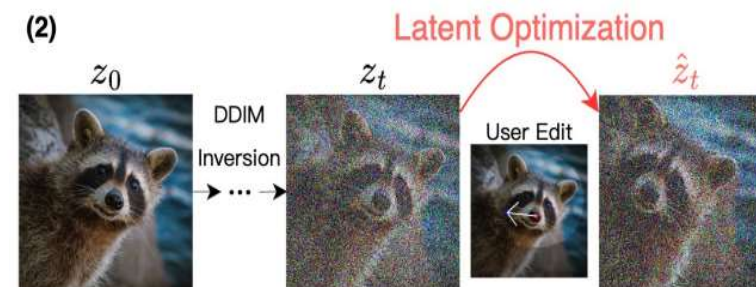 (2)
Latent Optimization
z₀
zₜ
ẑₜ
DDIM
Inversion
...
User Edit